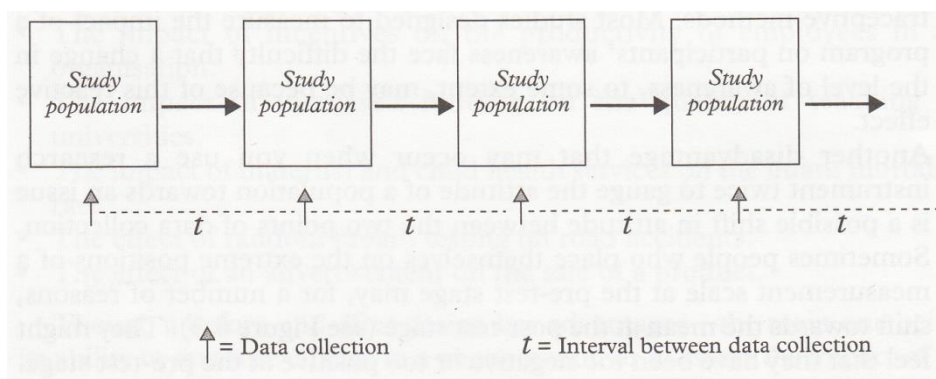 Study Study Study Study
population population population population
t t t t
= Data collection t = Interval between data collection